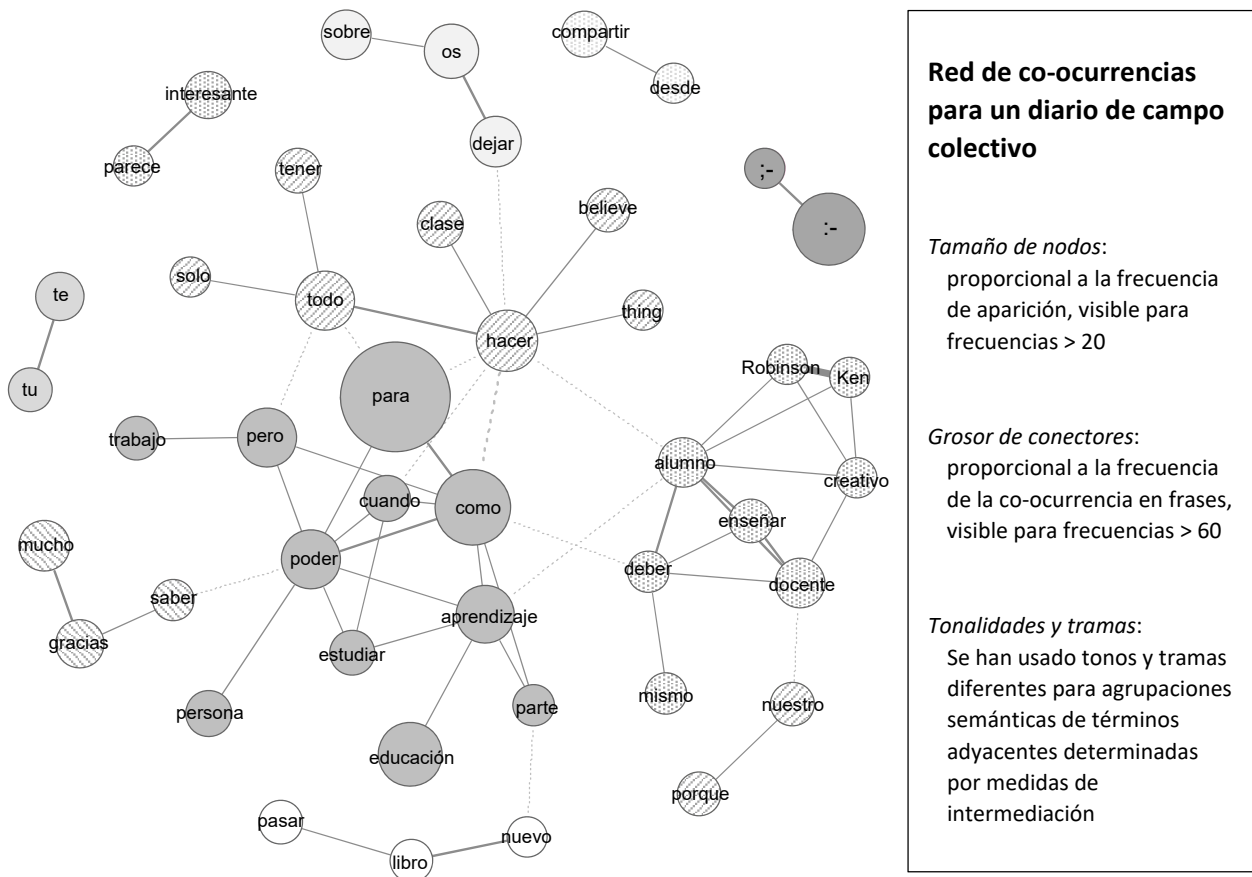 sobre
os
compartir
desde
interesante
parece
dejar
tener
;-
:-
clase
believe
solo
todo
te
hacer
thing
tu
para
Robinson
Ken
trabajo
pero
alumno
creativo
cuando
como
enseñar
mucho
poder
deber
docente
saber
aprendizaje
gracias
estudiar
mismo
nuestro
persona
parte
educación
porque
pasar
nuevo
libro
Red de co-ocurrencias
para un diario de campo
colectivo
Tamaño de nodos:
proporcional a la frecuencia
de aparición, visible para
frecuencias > 20
Grosor de conectores:
proporcional a la frecuencia
de la co-ocurrencia en frases,
visible para frecuencias > 60
Tonalidades y tramas:
Se han usado tonos y tramas
diferentes para agrupaciones
semánticas de términos
adyacentes determinadas
por medidas de
intermediación